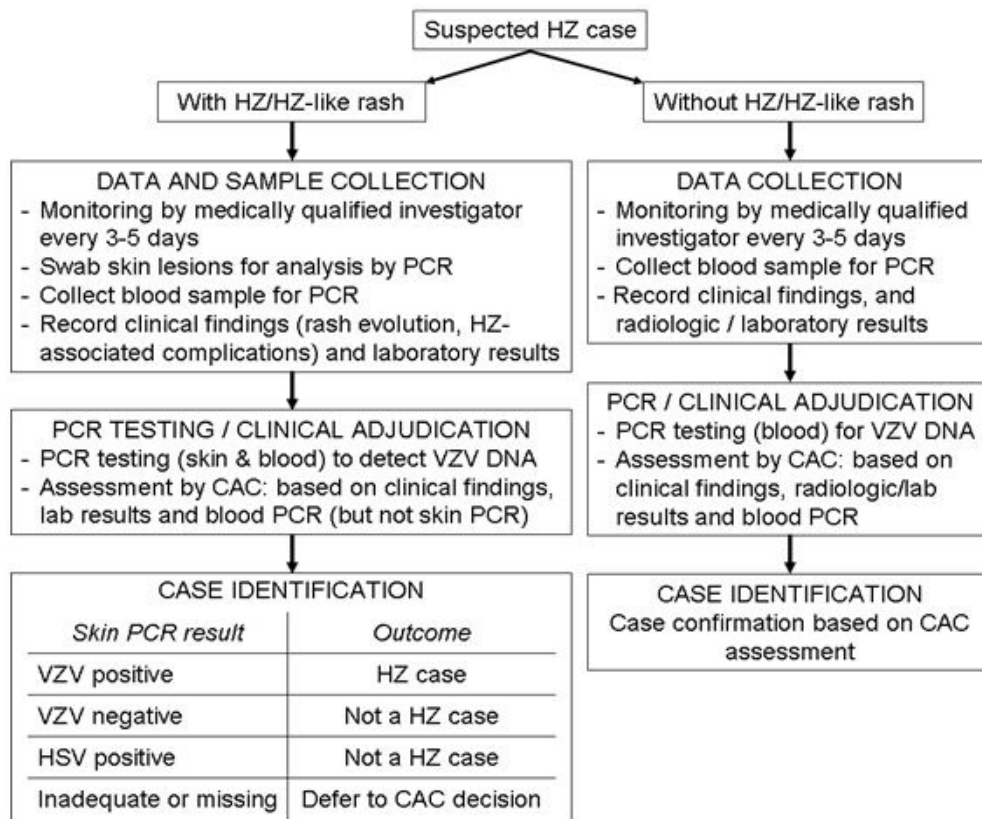 Suspected HZ case
With HZ/HZ-like rash
Without HZ/HZ-like rash
DATA AND SAMPLE COLLECTION
- Monitoring by medically qualified investigator
every 3-5 days
- Swab skin lesions for analysis by PCR
- Collect blood sample for PCR
- Record clinical findings (rash evolution, HZ-
associated complications) and laboratory results
DATA COLLECTION
- Monitoring by medically qualified
investigator every 3-5 days
- Collect blood sample for PCR
- Record clinical findings, and
radiologic / laboratory results
PCR TESTING / CLINICAL ADJUDICATION
- PCR testing (skin & blood) to detect VZV DNA
- Assessment by CAC: based on clinical findings,
lab results and blood PCR (but not skin PCR)
PCR / CLINICAL ADJUDICATION
- PCR testing (blood) for VZV DNA
- Assessment by CAC: based on
clinical findings, radiologic/lab
results and blood PCR
CASE IDENTIFICATION
Skin PCR result Outcome
VZV positive HZ case
VZV negative Not a HZ case
HSV positive Not a HZ case
Inadequate or missing Defer to CAC decision
CASE IDENTIFICATION
Case confirmation based on CAC
assessment